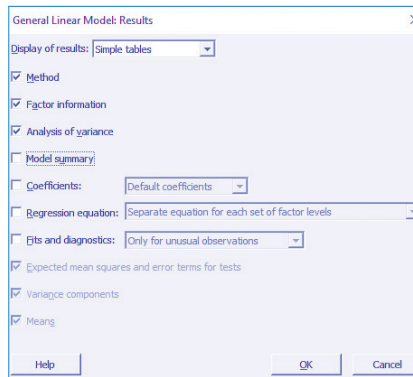 General Linear Model: Results
Display of results: Simple tables
Method
Factor information
Analysis of variance
Model summary
Coefficients: Default coefficients
Regression equation: Separate equation for each set of factor levels
Fits and diagnostics: Only for unusual observations
Expected mean squares and error terms for tests
Variance components
Means
Help OK Cancel